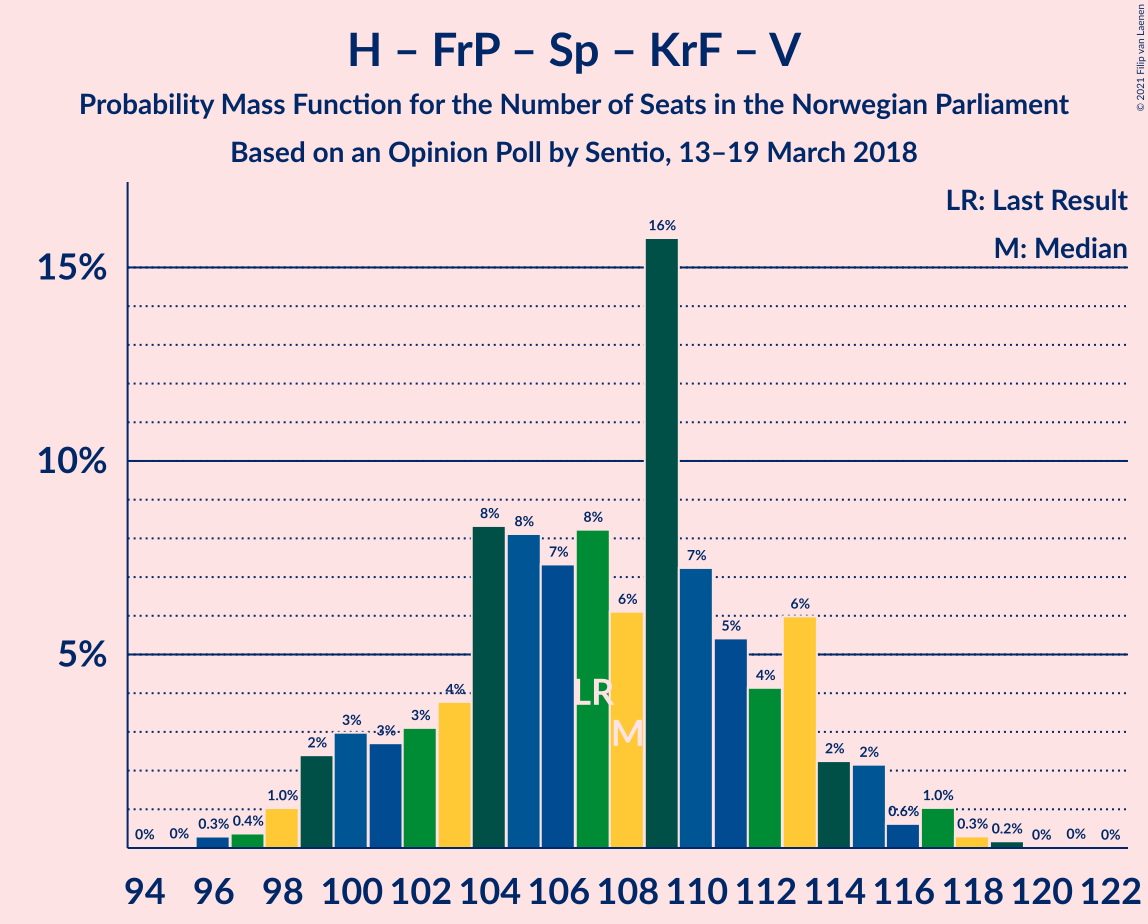 H – FrP – Sp – KrF – V
Probability Mass Function for the Number of Seats in the Norwegian Parliament
Based on an Opinion Poll by Sentio, 13–19 March 2018
© 2021 Filip van Laenen
LR: Last Result
M: Median
15%
10%
5%
0% 0% 0.3% 0.4% 1.0% 2% 3% 3% 3% 4% 8% 8% 7% 8% 6% 16% 7% 5% 4% 6% 2% 2% 0.6% 1.0% 0.3% 0.2% 0% 0% 0%
LR
M
94 96 98 100 102 104 106 108 110 112 114 116 118 120 122